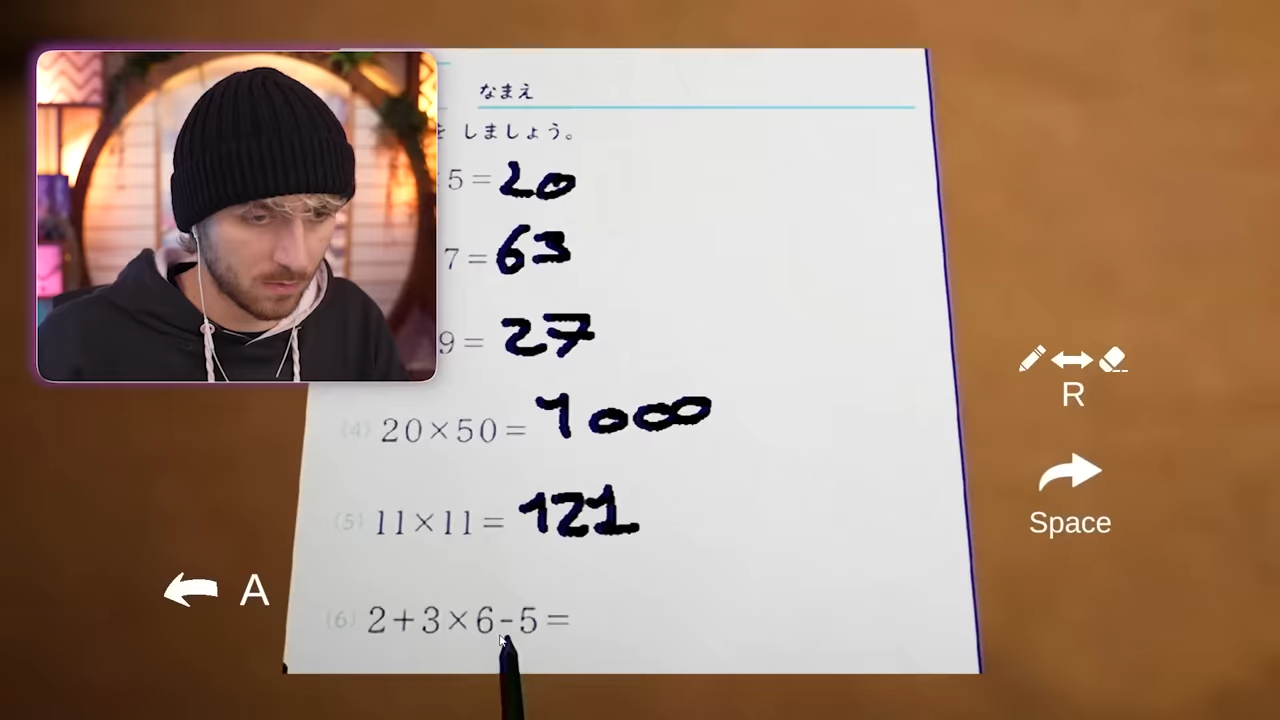 なまえ
を しましょう。
5=20
7=63
9=27
(4) 20×50=1000
(5) 11×11=121
(6) 2+3×6-5=
R
Space
A